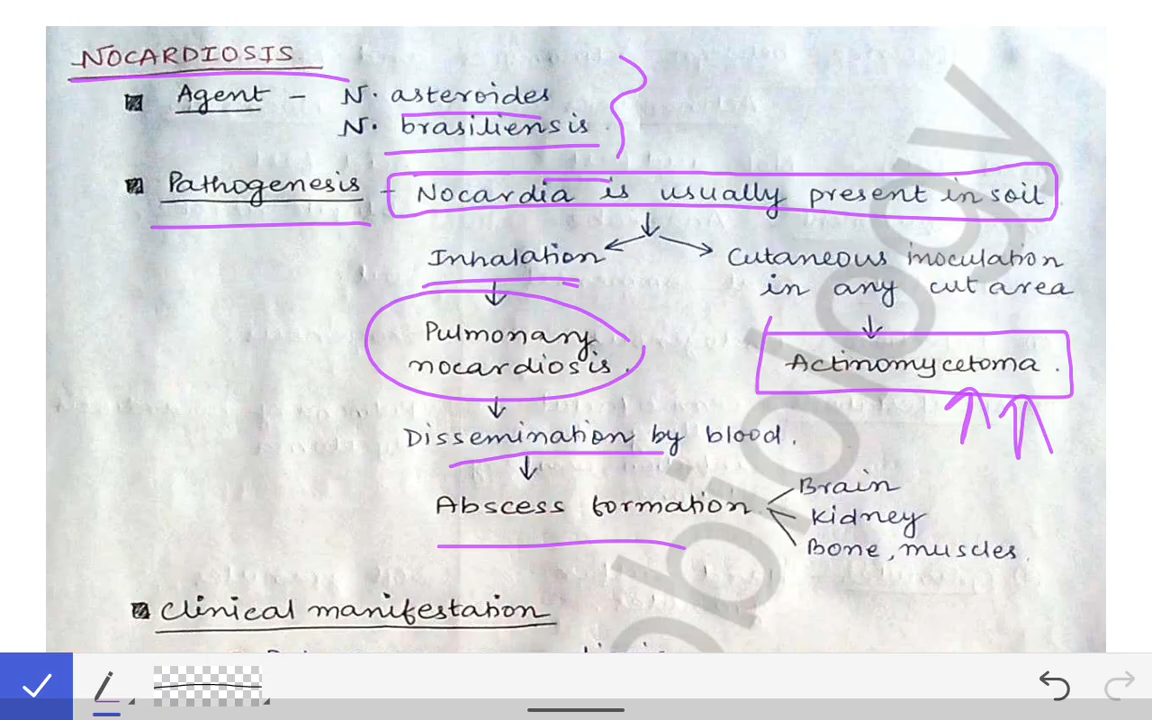 NOCARDIOSIS
Agent - N. asteroides
N. brasiliensis
Pathogenesis - Nocardia is usually present in soil
Inhalation
Cutaneous inoculation
in any cut area
Pulmonary
nocardiosis.
Actinomycetoma.
Dissemination by blood.
Abscess formation
Brain
Kidney
Bone, muscles.
Clinical manifestation